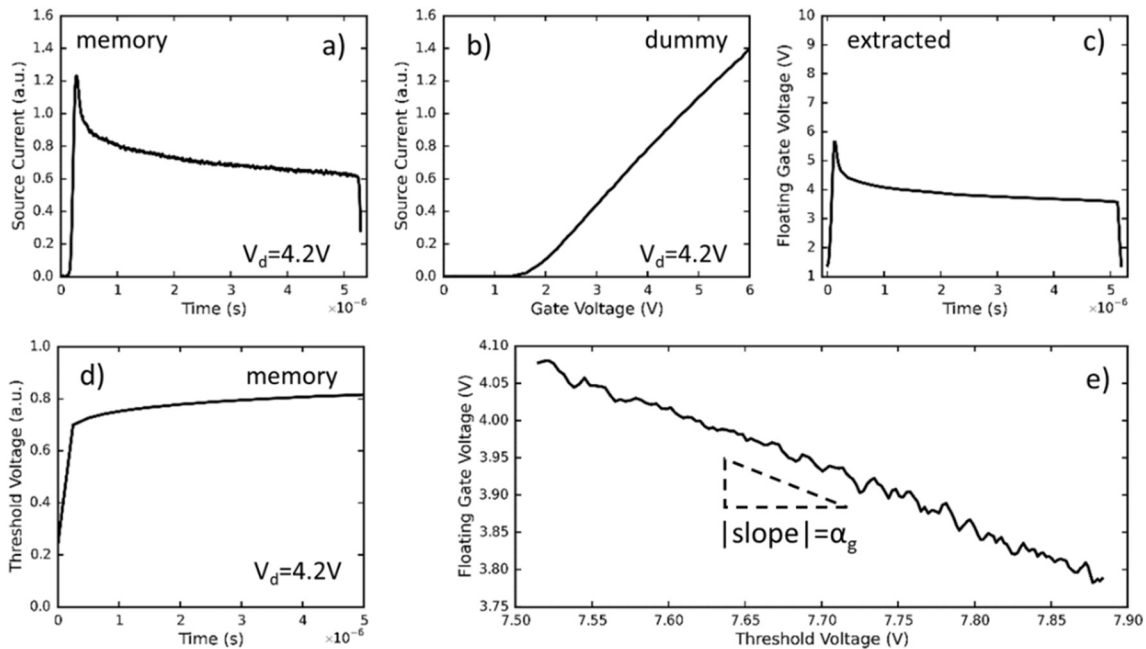 memory
a)
Source Current (a.u.)
1.6
1.4
1.2
1.0
0.8
0.6
0.4
0.2
0.0
V_d=4.2V
0 1 2 3 4 5
Time (s)
×10⁻⁶
b)
dummy
Source Current (a.u.)
1.6
1.4
1.2
1.0
0.8
0.6
0.4
0.2
0.0
V_d=4.2V
0 1 2 3 4 5 6
Gate Voltage (V)
extracted
c)
Floating Gate Voltage (V)
10
9
8
7
6
5
4
3
2
1
0 1 2 3 4 5
Time (s)
×10⁻⁶
d)
memory
Threshold Voltage (a.u.)
1.0
0.8
0.6
0.4
0.2
0.0
V_d=4.2V
0 1 2 3 4 5
Time (s)
×10⁻⁶
e)
Floating Gate Voltage (V)
4.10
4.05
4.00
3.95
3.90
3.85
3.80
3.75
|slope|=α_g
7.50 7.55 7.60 7.65 7.70 7.75 7.80 7.85 7.90
Threshold Voltage (V)